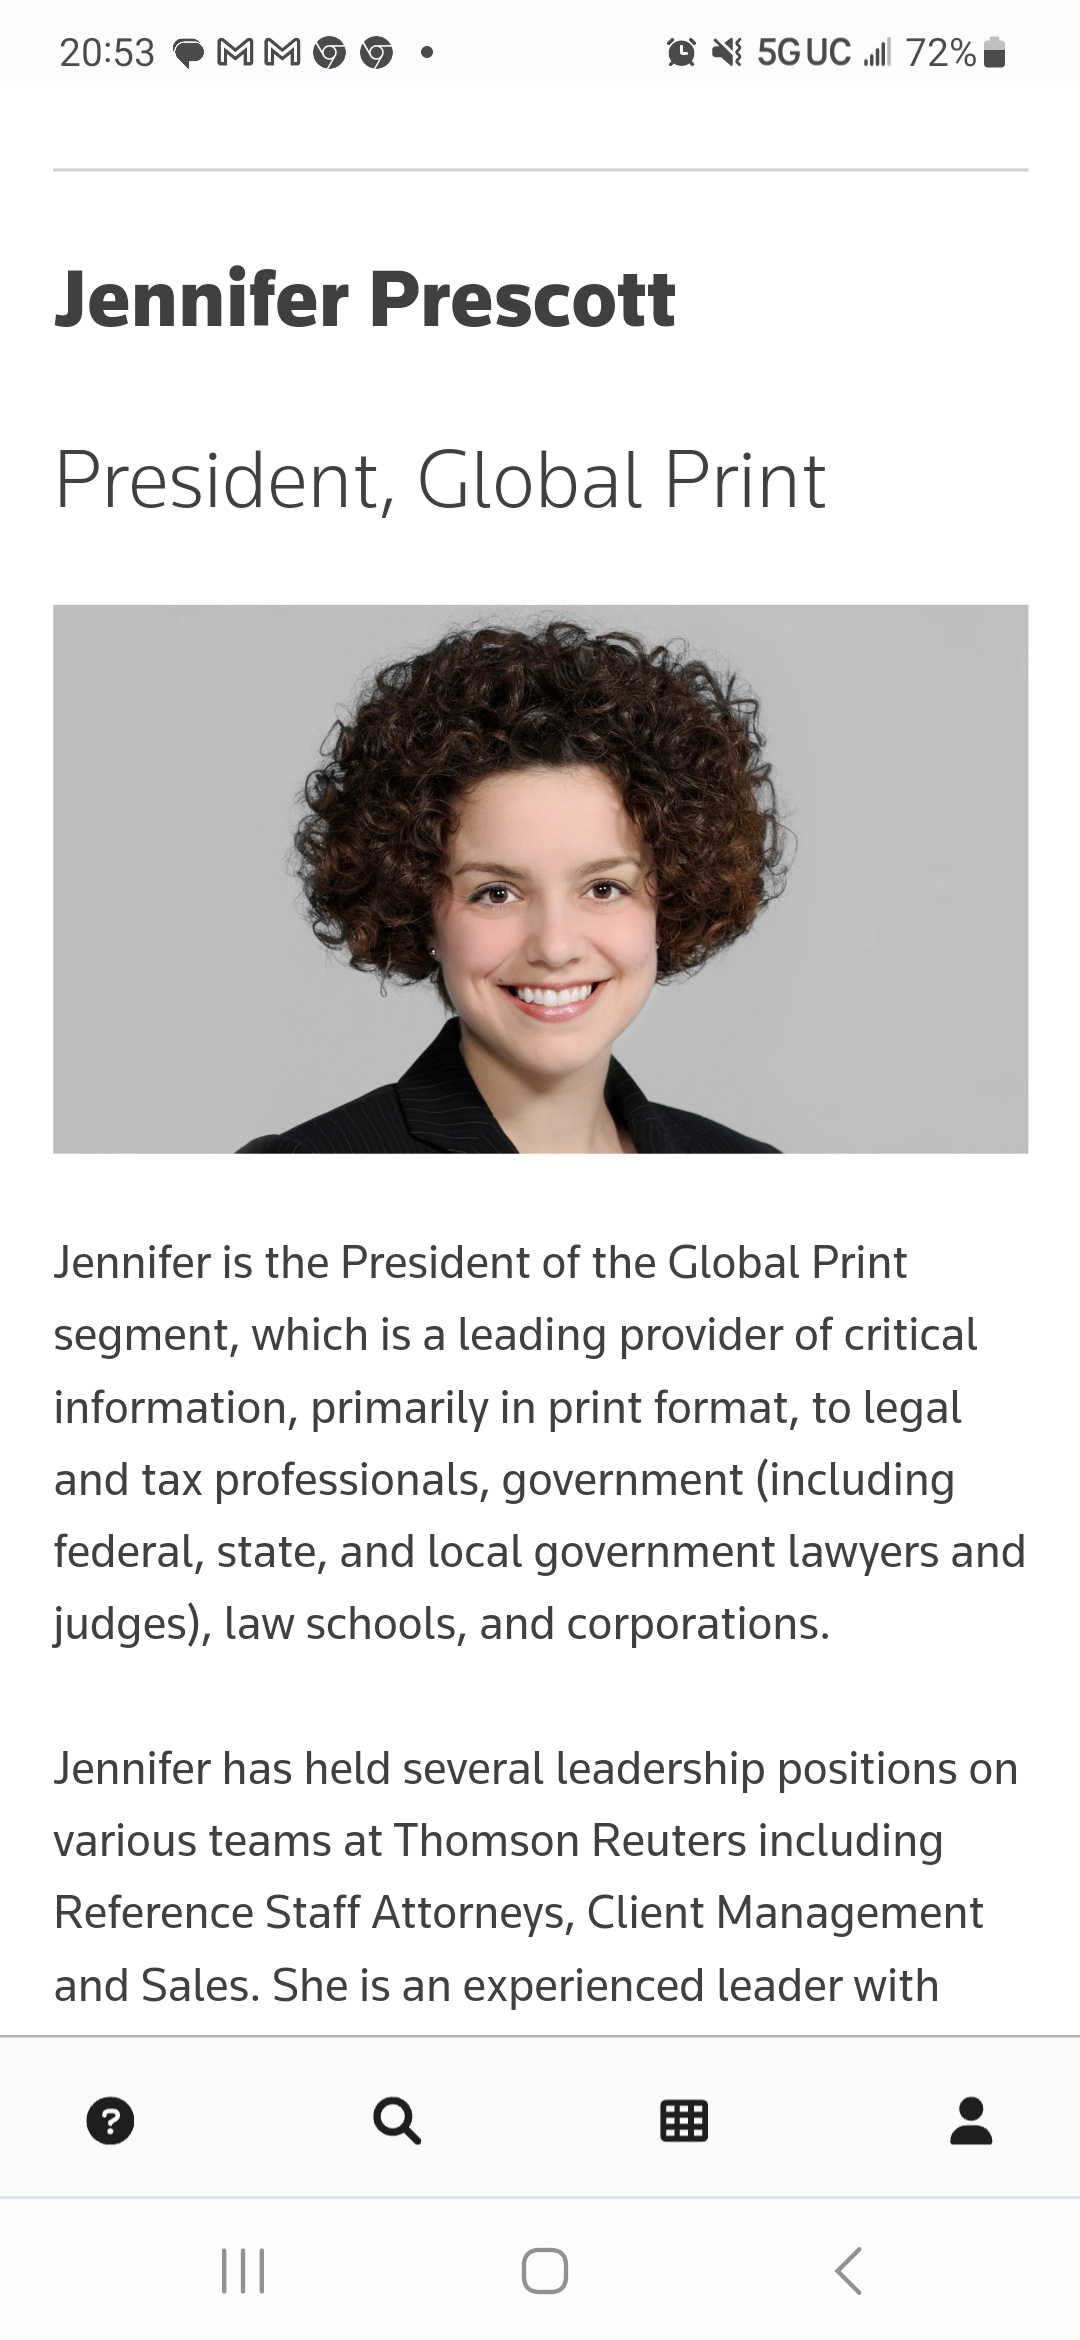 20:53 5G UC 72%
Jennifer Prescott
President, Global Print
Jennifer is the President of the Global Print
segment, which is a leading provider of critical
information, primarily in print format, to legal
and tax professionals, government (including
federal, state, and local government lawyers and
judges), law schools, and corporations.
Jennifer has held several leadership positions on
various teams at Thomson Reuters including
Reference Staff Attorneys, Client Management
and Sales. She is an experienced leader with